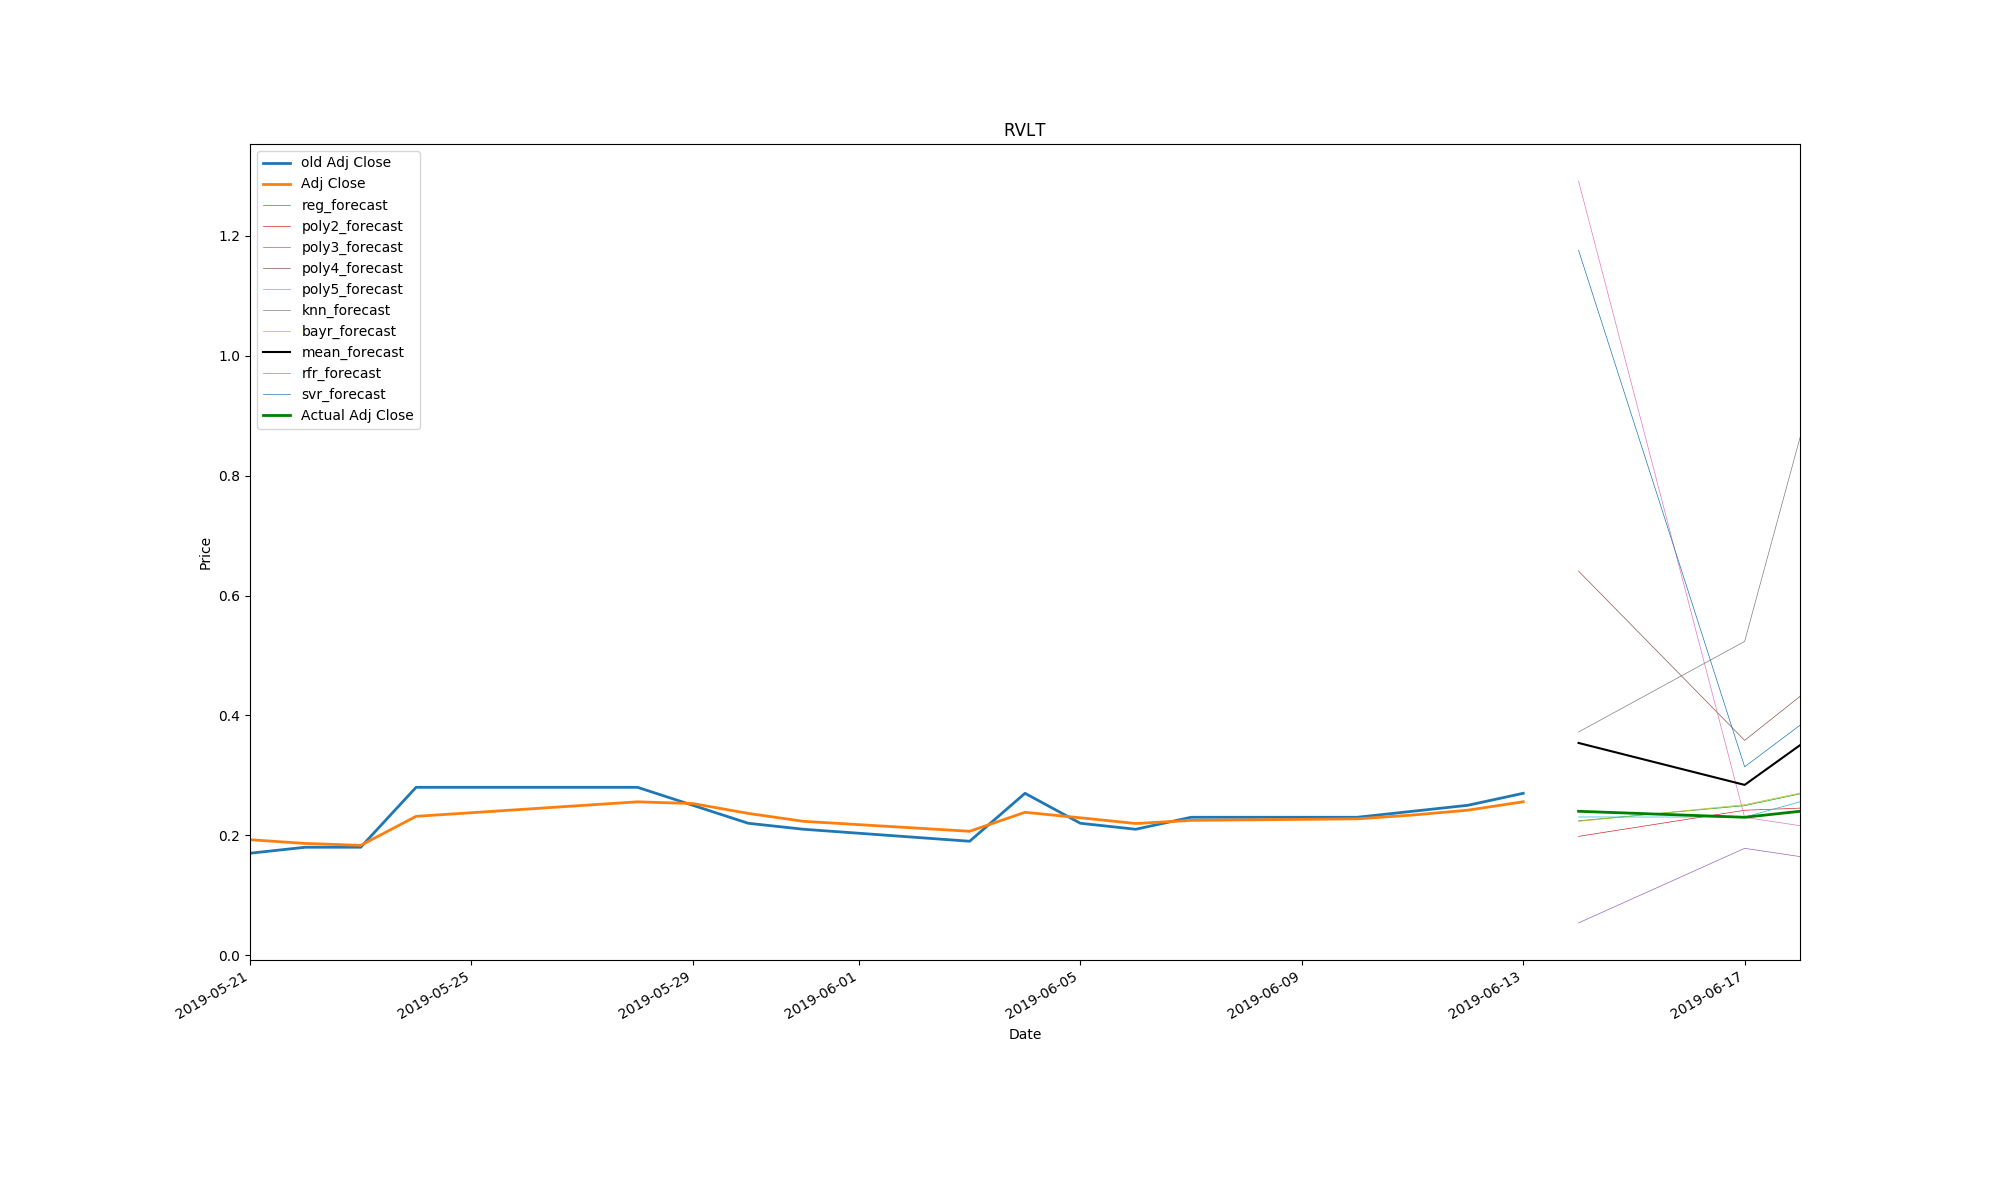 RVLT
old Adj Close
Adj Close
reg_forecast
poly2_forecast
poly3_forecast
poly4_forecast
poly5_forecast
knn_forecast
bayr_forecast
mean_forecast
rfr_forecast
svr_forecast
Actual Adj Close
1.2
1.0
0.8
0.6
0.4
0.2
0.0
Price
2019-05-21
2019-05-25
2019-05-29
2019-06-01
2019-06-05
2019-06-09
2019-06-13
2019-06-17
Date